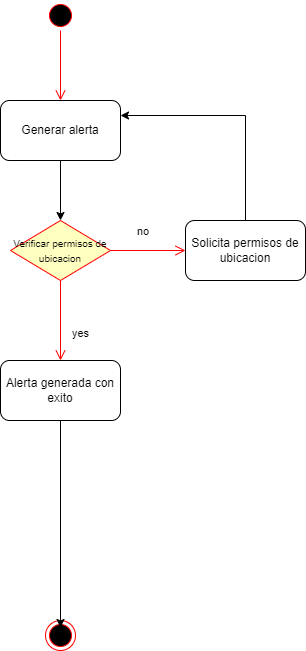 Generar alerta
Verificar permisos de
ubicacion
no
Solicita permisos de
ubicacion
yes
Alerta generada con
exito